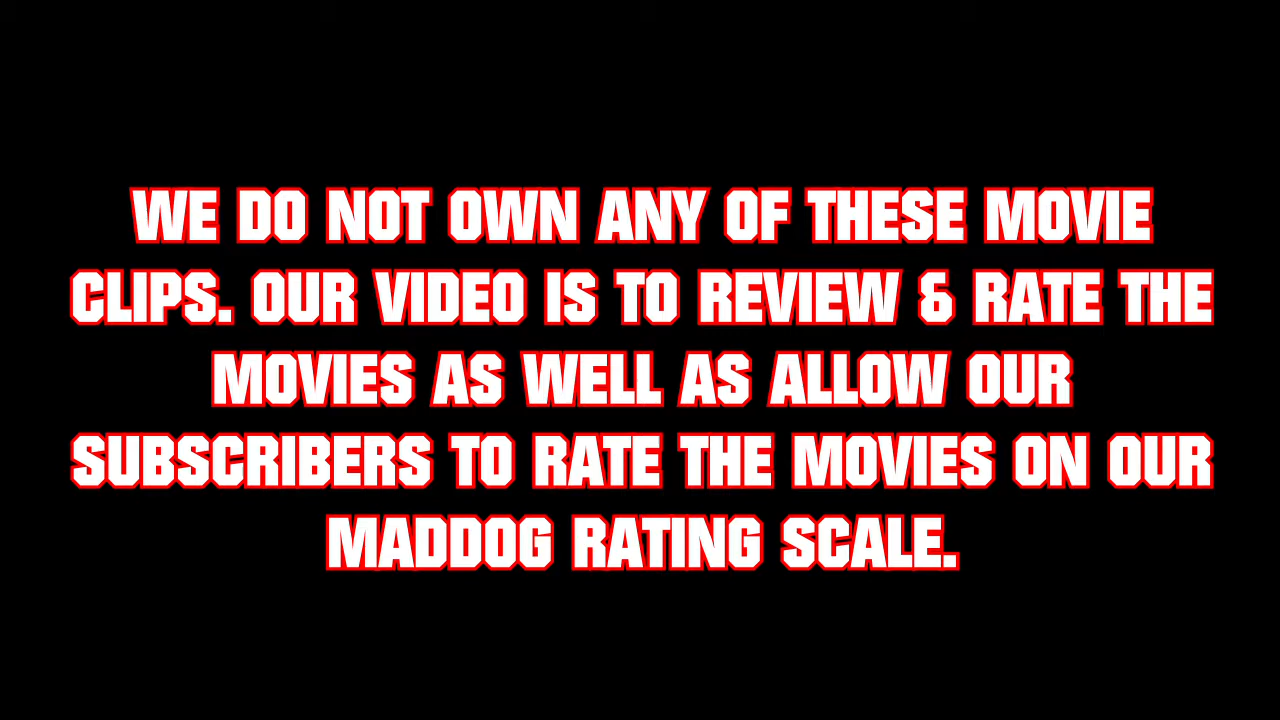 WE DO NOT OWN ANY OF THESE MOVIE
CLIPS. OUR VIDEO IS TO REVIEW & RATE THE
MOVIES AS WELL AS ALLOW OUR
SUBSCRIBERS TO RATE THE MOVIES ON OUR
MADDOG RATING SCALE.